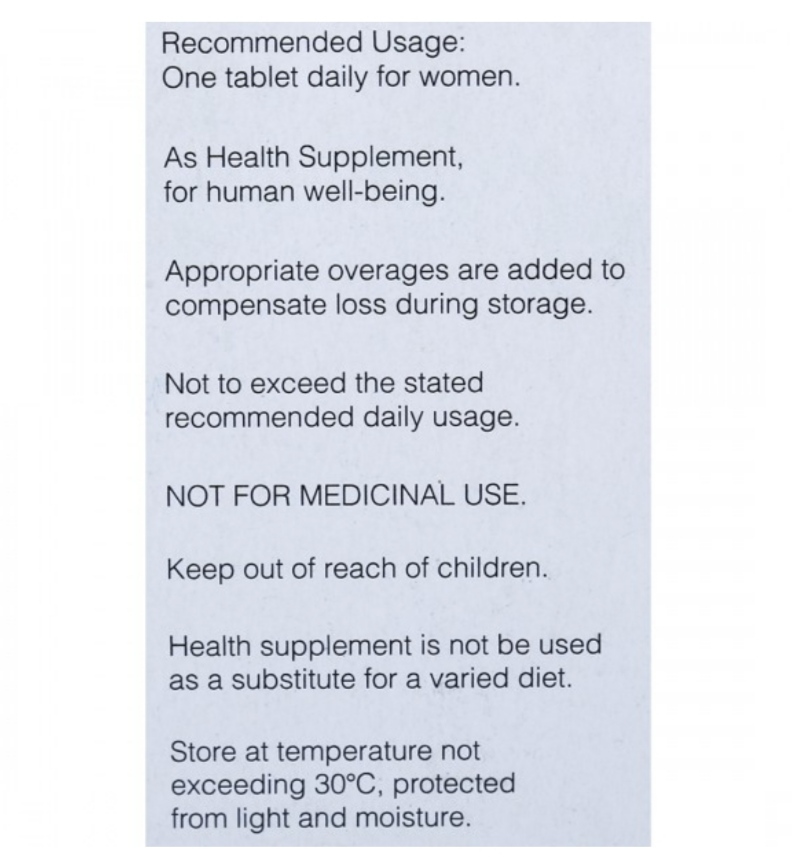 Recommended Usage:
One tablet daily for women.
As Health Supplement,
for human well-being.
Appropriate overages are added to
compensate loss during storage.
Not to exceed the stated
recommended daily usage.
NOT FOR MEDICINAL USE.
Keep out of reach of children.
Health supplement is not be used
as a substitute for a varied diet.
Store at temperature not
exceeding 30°C, protected
from light and moisture.